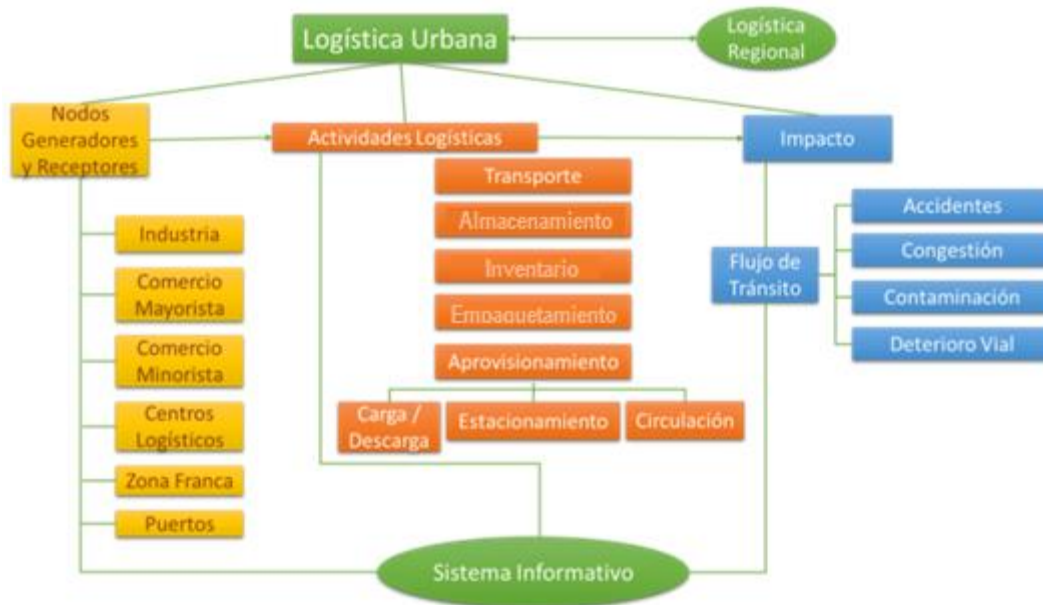 Logística Urbana
Logística
Regional
Nodos
Generadores
y Receptores
Actividades Logísticas
Impacto
Transporte
Almacenamiento
Inventario
Emoaquetamiento
Aprovisionamiento
Carga /
Descarga
Estacionamiento
Circulación
Industria
Comercio
Mayorista
Comercio
Minorista
Centros
Logísticos
Zona Franca
Puertos
Flujo de
Tránsito
Accidentes
Congestión
Contaminación
Deterioro Vial
Sistema Informativo